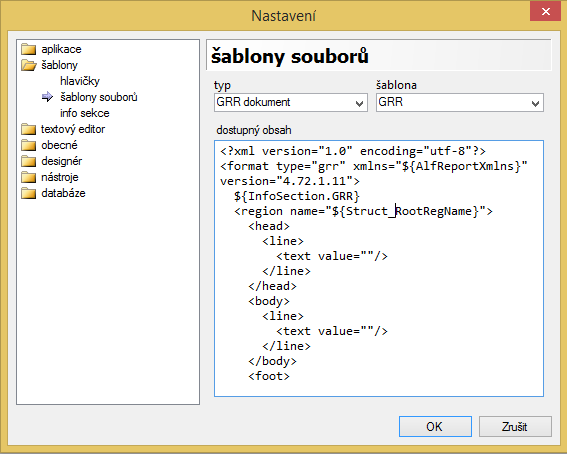 Nastavení
aplikace
šablony
hlavičky
šablony souborů
info sekce
textový editor
obecné
designér
nástroje
databáze
šablony souborů
typ šablona
GRR dokument GRR
dostupný obsah
<?xml version="1.0" encoding="utf-8"?>
<format type="grr" xmlns="${AlfReportXmlns}"
version="4.72.1.11">
${InfoSection.GRR}
<region name="${Struct_RootRegName}">
<head>
<line>
<text value=""/>
</line>
</head>
<body>
<line>
<text value=""/>
</line>
</body>
<foot>
OK Zrušit